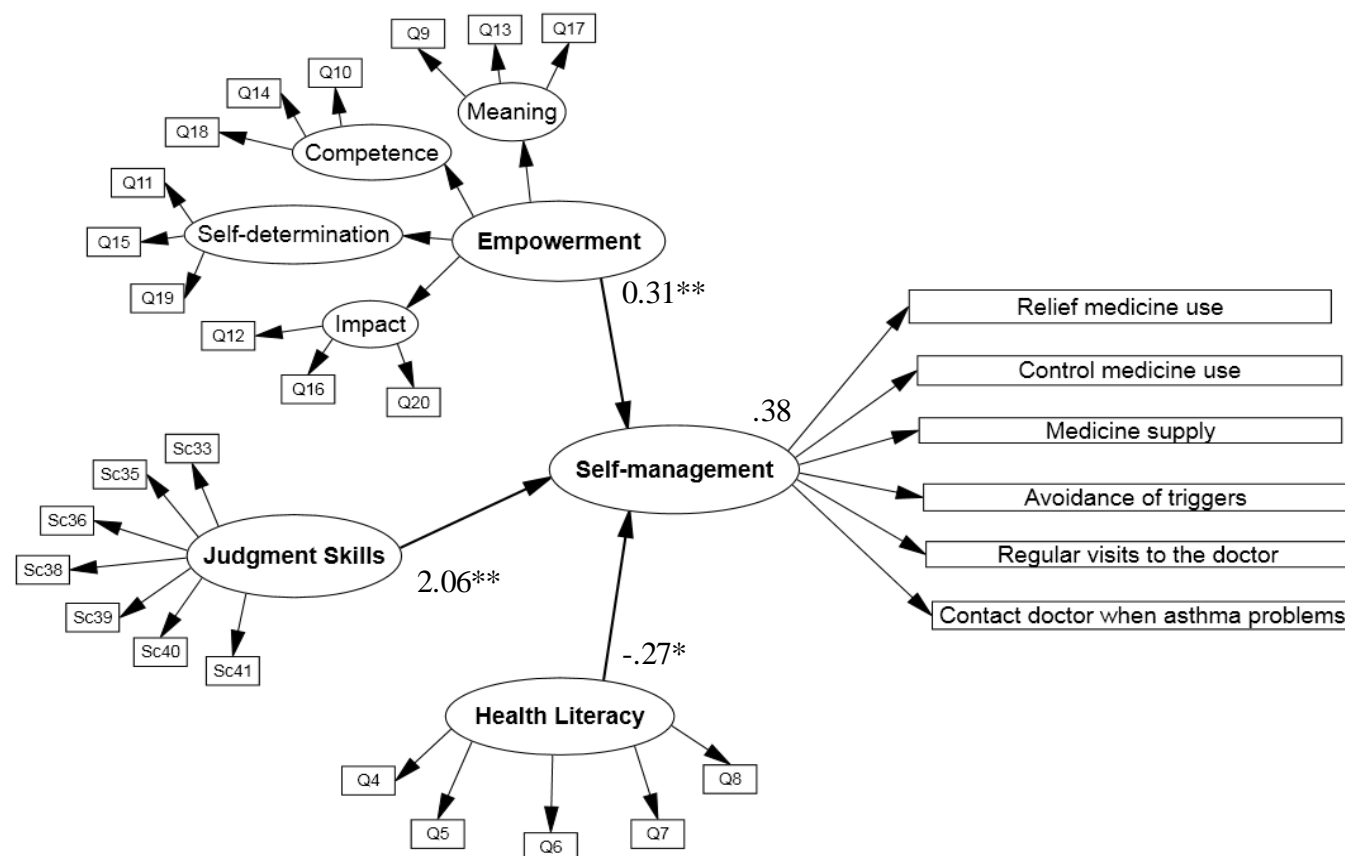 Q9
Q13
Q17
Q10
Q14
Q18
Meaning
Competence
Q11
Q15
Q19
Self-determination
Empowerment
0.31**
Q12
Q16
Q20
Impact
Relief medicine use
Control medicine use
Medicine supply
Avoidance of triggers
Regular visits to the doctor
Contact doctor when asthma problems
.38
Self-management
Sc33
Sc35
Sc36
Sc38
Sc39
Sc40
Sc41
Judgment Skills
2.06**
-.27*
Health Literacy
Q4
Q5
Q6
Q7
Q8